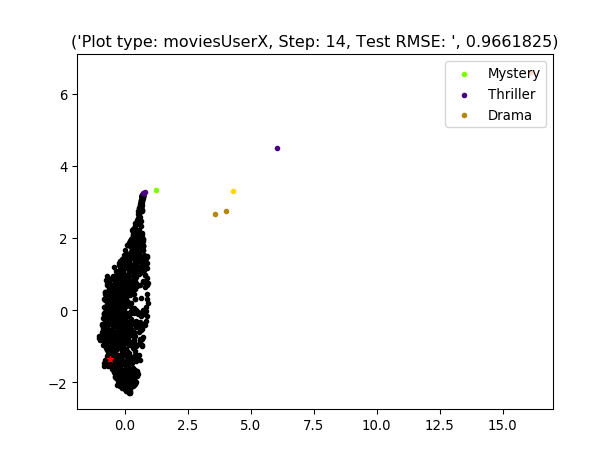 ('Plot type: moviesUserX, Step: 14, Test RMSE: ', 0.9661825)
Mystery
Thriller
Drama
6
4
2
0
−2
0.0 2.5 5.0 7.5 10.0 12.5 15.0